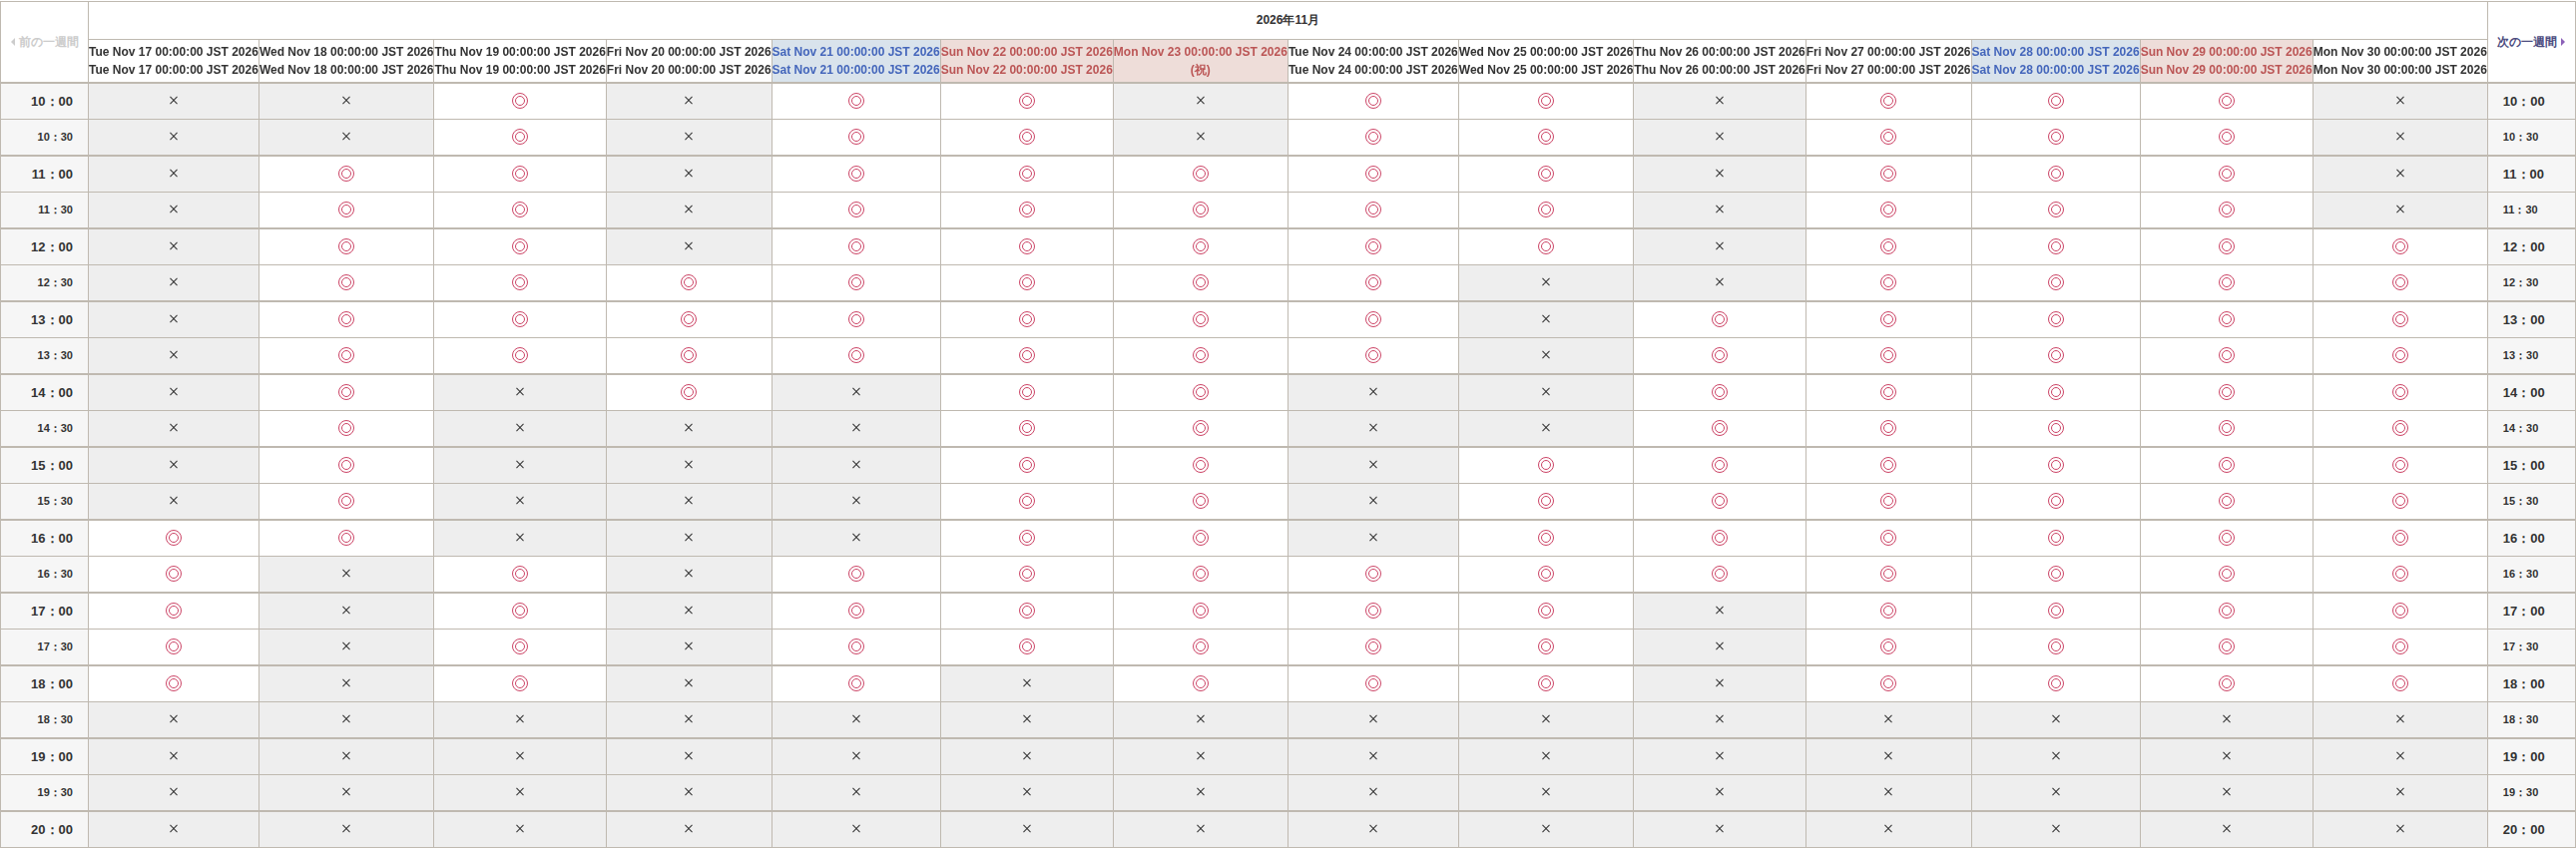 2026年11月
前の一週間
次の一週間
Tue Nov 17 00:00:00 JST 2026 Wed Nov 18 00:00:00 JST 2026 Thu Nov 19 00:00:00 JST 2026 Fri Nov 20 00:00:00 JST 2026 Sat Nov 21 00:00:00 JST 2026 Sun Nov 22 00:00:00 JST 2026 Mon Nov 23 00:00:00 JST 2026 Tue Nov 24 00:00:00 JST 2026 Wed Nov 25 00:00:00 JST 2026 Thu Nov 26 00:00:00 JST 2026 Fri Nov 27 00:00:00 JST 2026 Sat Nov 28 00:00:00 JST 2026 Sun Nov 29 00:00:00 JST 2026 Mon Nov 30 00:00:00 JST 2026
Tue Nov 17 00:00:00 JST 2026 Wed Nov 18 00:00:00 JST 2026 Thu Nov 19 00:00:00 JST 2026 Fri Nov 20 00:00:00 JST 2026 Sat Nov 21 00:00:00 JST 2026 Sun Nov 22 00:00:00 JST 2026 (祝) Tue Nov 24 00:00:00 JST 2026 Wed Nov 25 00:00:00 JST 2026 Thu Nov 26 00:00:00 JST 2026 Fri Nov 27 00:00:00 JST 2026 Sat Nov 28 00:00:00 JST 2026 Sun Nov 29 00:00:00 JST 2026 Mon Nov 30 00:00:00 JST 2026
10：00 × × ◎ × ◎ ◎ × ◎ ◎ × ◎ ◎ ◎ × 10：00
10：30 × × ◎ × ◎ ◎ × ◎ ◎ × ◎ ◎ ◎ × 10：30
11：00 × ◎ ◎ × ◎ ◎ ◎ ◎ ◎ × ◎ ◎ ◎ × 11：00
11：30 × ◎ ◎ × ◎ ◎ ◎ ◎ ◎ × ◎ ◎ ◎ × 11：30
12：00 × ◎ ◎ × ◎ ◎ ◎ ◎ ◎ × ◎ ◎ ◎ ◎ 12：00
12：30 × ◎ ◎ ◎ ◎ ◎ ◎ ◎ × × ◎ ◎ ◎ ◎ 12：30
13：00 × ◎ ◎ ◎ ◎ ◎ ◎ ◎ × ◎ ◎ ◎ ◎ ◎ 13：00
13：30 × ◎ ◎ ◎ ◎ ◎ ◎ ◎ × ◎ ◎ ◎ ◎ ◎ 13：30
14：00 × ◎ × ◎ × ◎ ◎ × × ◎ ◎ ◎ ◎ ◎ 14：00
14：30 × ◎ × × × ◎ ◎ × × ◎ ◎ ◎ ◎ ◎ 14：30
15：00 × ◎ × × × ◎ ◎ × ◎ ◎ ◎ ◎ ◎ ◎ 15：00
15：30 × ◎ × × × ◎ ◎ × ◎ ◎ ◎ ◎ ◎ ◎ 15：30
16：00 ◎ ◎ × × × ◎ ◎ × ◎ ◎ ◎ ◎ ◎ ◎ 16：00
16：30 ◎ × ◎ × ◎ ◎ ◎ ◎ ◎ ◎ ◎ ◎ ◎ ◎ 16：30
17：00 ◎ × ◎ × ◎ ◎ ◎ ◎ ◎ × ◎ ◎ ◎ ◎ 17：00
17：30 ◎ × ◎ × ◎ ◎ ◎ ◎ ◎ × ◎ ◎ ◎ ◎ 17：30
18：00 ◎ × ◎ × ◎ × ◎ ◎ ◎ × ◎ ◎ ◎ ◎ 18：00
18：30 × × × × × × × × × × × × × × 18：30
19：00 × × × × × × × × × × × × × × 19：00
19：30 × × × × × × × × × × × × × × 19：30
20：00 × × × × × × × × × × × × × × 20：00